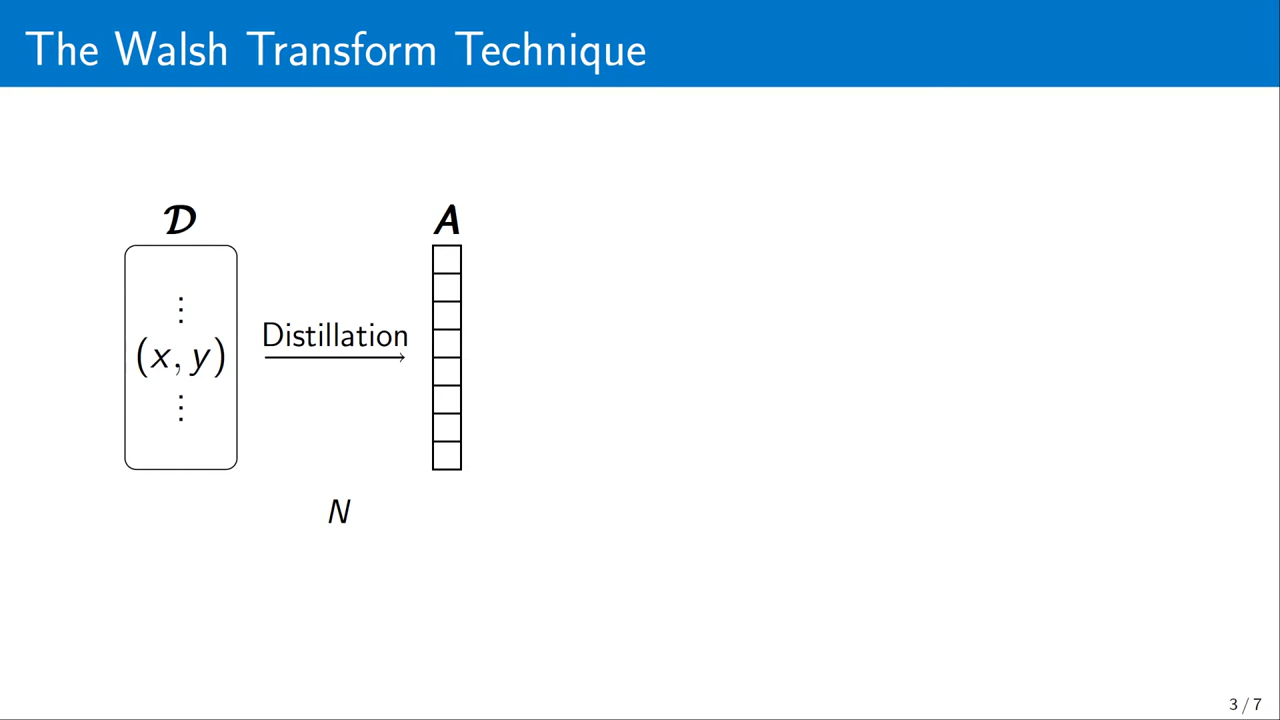 The Walsh Transform Technique
𝓓
A
⋮
(x, y)
⋮
Distillation
N
3 / 7